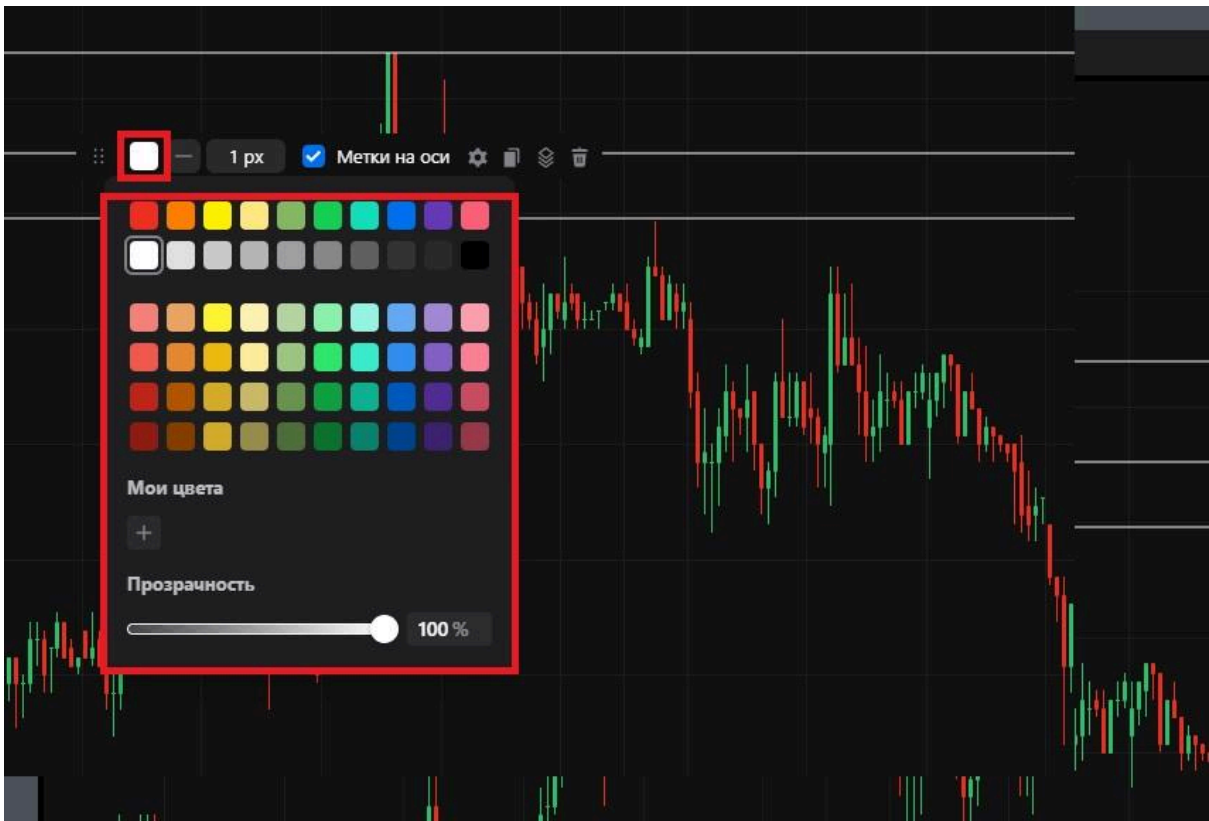 1 px Метки на оси
Мои цвета
Прозрачность
100 %